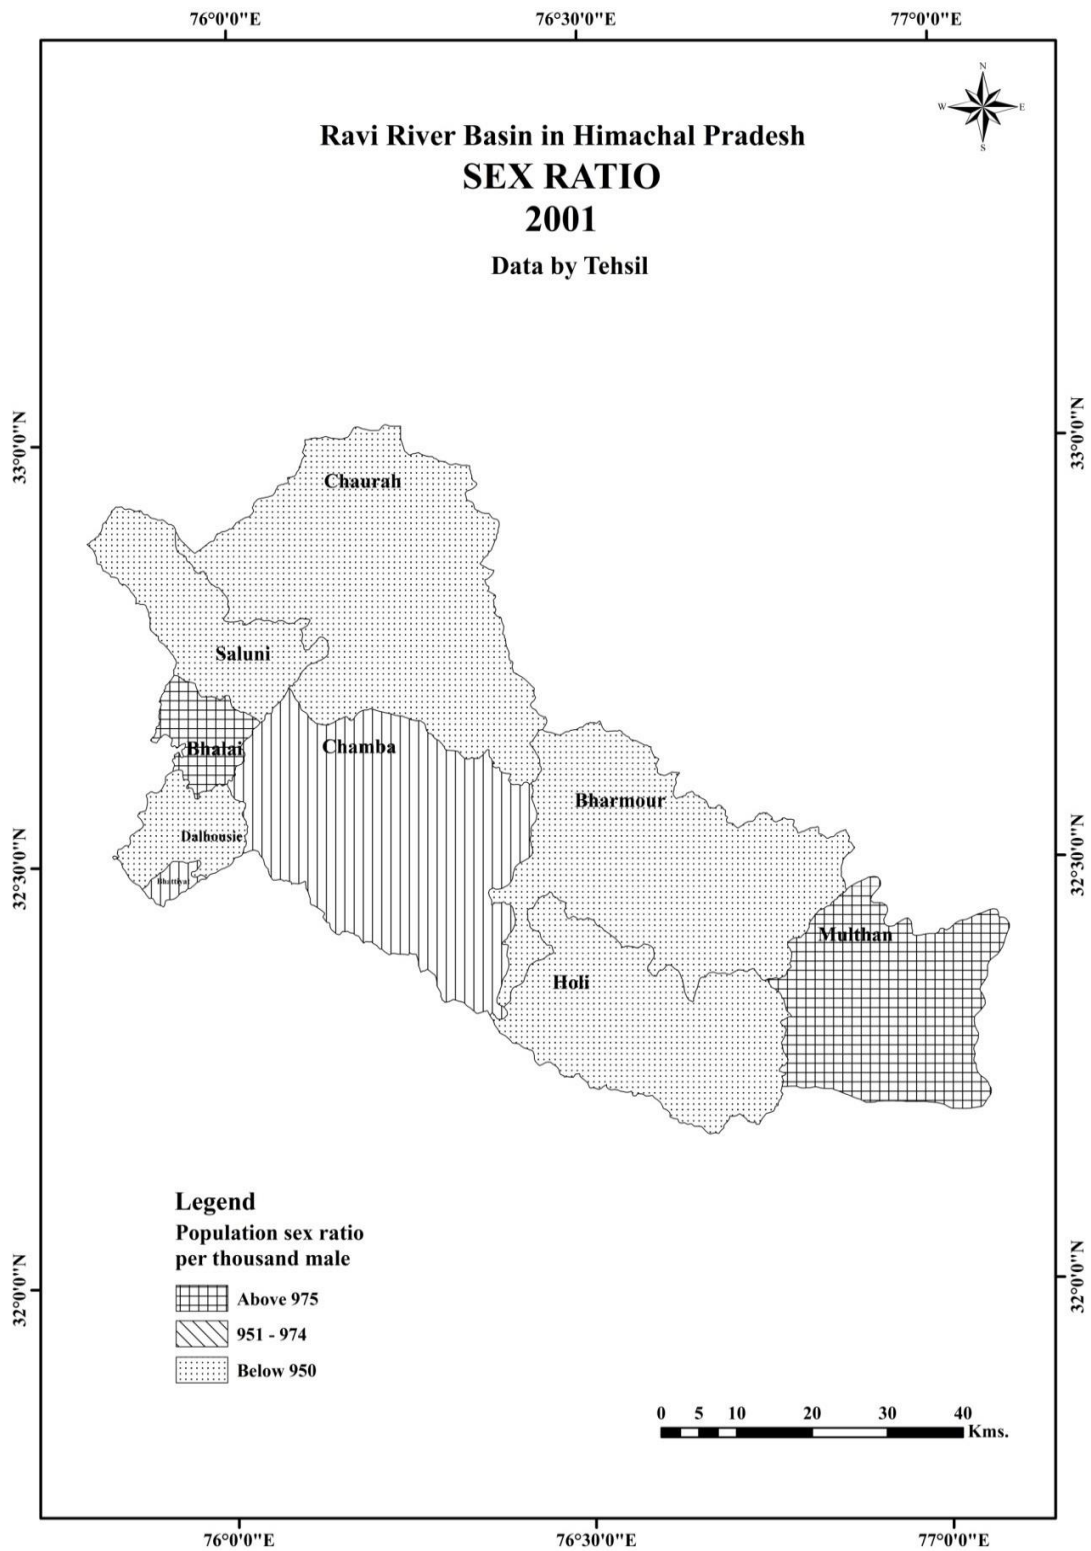 76°0'0"E 76°30'0"E 77°0'0"E
N
W E
S
Ravi River Basin in Himachal Pradesh
SEX RATIO
2001
Data by Tehsil
33°0'0"N 33°0'0"N
Chaurah
Saluni
Bhalai Chamba
Bharmour
Dalhousie
32°30'0"N 32°30'0"N
Bhattiyat
Multhan
Holi
Legend
Population sex ratio
per thousand male
Above 975
951 - 974
Below 950
32°0'0"N 32°0'0"N
0 5 10 20 30 40
Kms.
76°0'0"E 76°30'0"E 77°0'0"E